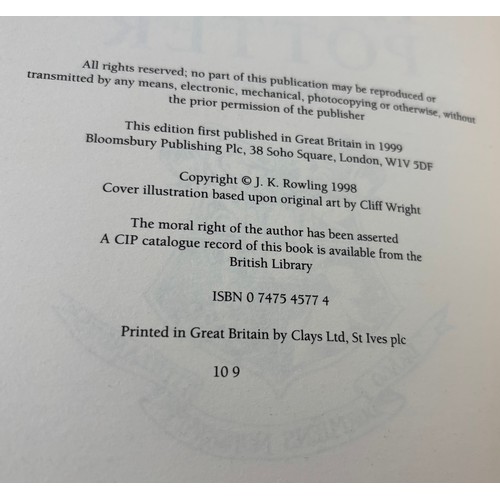 POTTER
All rights reserved; no part of this publication may be reproduced or
transmitted by any means, electronic, mechanical, photocopying or otherwise, without
the prior permission of the publisher
This edition first published in Great Britain in 1999
Bloomsbury Publishing Plc, 38 Soho Square, London, W1V 5DF
Copyright © J. K. Rowling 1998
Cover illustration based upon original art by Cliff Wright
The moral right of the author has been asserted
A CIP catalogue record of this book is available from the
British Library
ISBN 0 7475 4577 4
Printed in Great Britain by Clays Ltd, St Ives plc
10 9